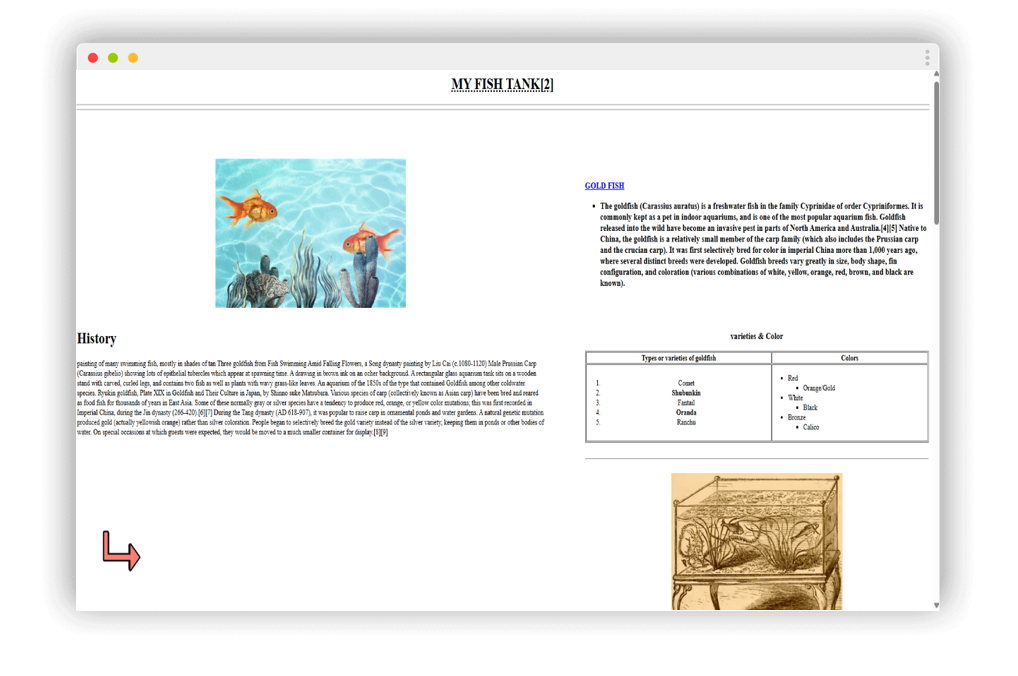 MY FISH TANK[2]
GOLD FISH
• The goldfish (Carassius auratus) is a freshwater fish in the family Cyprinidae of order Cypriniformes. It is
commonly kept as a pet in indoor aquariums, and is one of the most popular aquarium fish. Goldfish
released into the wild have become an invasive pest in parts of North America and Australia.[4][5] Native to
China, the goldfish is a relatively small member of the carp family (which also includes the Prussian carp
and the crucian carp). It was first selectively bred for color in imperial China more than 1,000 years ago,
where several distinct breeds were developed. Goldfish breeds vary greatly in size, body shape, fin
configuration, and coloration (various combinations of white, yellow, orange, red, brown, and black are
known).
History
painting of many swimming fish, mostly in shades of tan Three goldfish from Fish Swimming Amid Falling Flowers, a Song dynasty painting by Liu Cai (c.1080-1120) Male Prussian Carp
(Carassius gibelio) showing lots of epithelial tubercles which appear at spawning time. A drawing in brown ink on an ocher background. A rectangular glass aquarium tank sits on a wooden
stand with carved, curled legs, and contains two fish as well as plants with wavy grass-like leaves. An aquarium of the 1850s of the type that contained Goldfish among other coldwater
species. Ryukin goldfish, Plate XIX in Goldfish and Their Culture in Japan, by Shinno suke Matsubara. Various species of carp (collectively known as Asian carp) have been bred and reared
as food fish for thousands of years in East Asia. Some of these normally gray or silver species have a tendency to produce red, orange, or yellow color mutations; this was first recorded in
Imperial China, during the Jin dynasty (266-420).[6][7] During the Tang dynasty (AD 618-907), it was popular to raise carp in ornamental ponds and water gardens. A natural genetic mutation
produced gold (actually yellowish orange) rather than silver coloration. People began to selectively breed the gold variety instead of the silver variety, keeping them in ponds or other bodies of
water. On special occasions at which guests were expected, they would be moved to a much smaller container for display.[8][9]
varieties & Color
Types or varieties of goldfish
Colors
1. Comet
2. Shubunkin
3. Fantail
4. Oranda
5. Ranchu
• Red
• Orange Gold
• White
• Black
• Bronze
• Calico